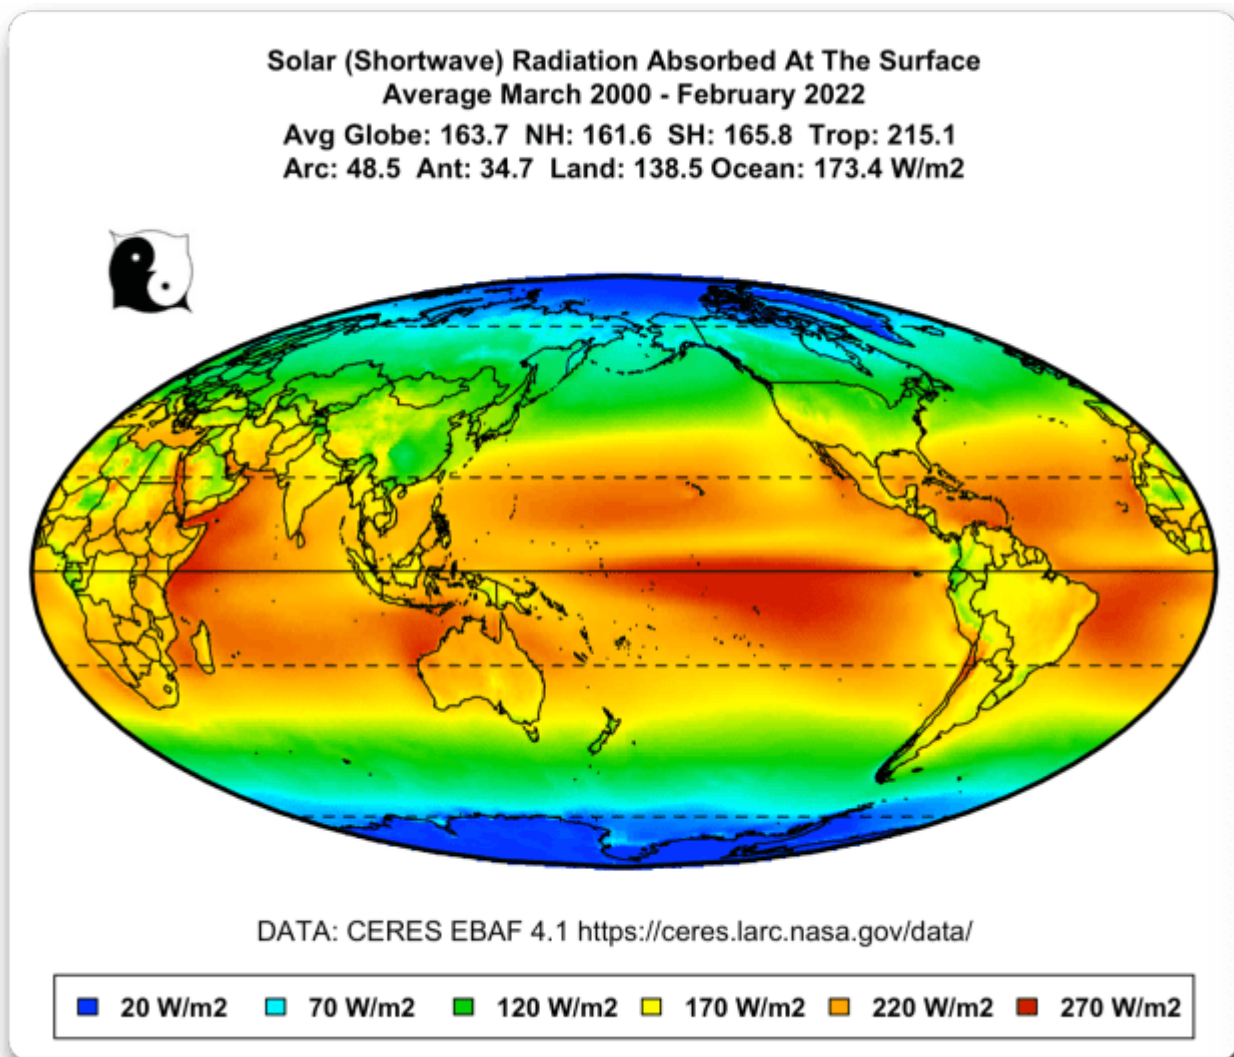 Solar (Shortwave) Radiation Absorbed At The Surface
Average March 2000 - February 2022
Avg Globe: 163.7 NH: 161.6 SH: 165.8 Trop: 215.1
Arc: 48.5 Ant: 34.7 Land: 138.5 Ocean: 173.4 W/m2
DATA: CERES EBAF 4.1 https://ceres.larc.nasa.gov/data/
20 W/m2 70 W/m2 120 W/m2 170 W/m2 220 W/m2 270 W/m2